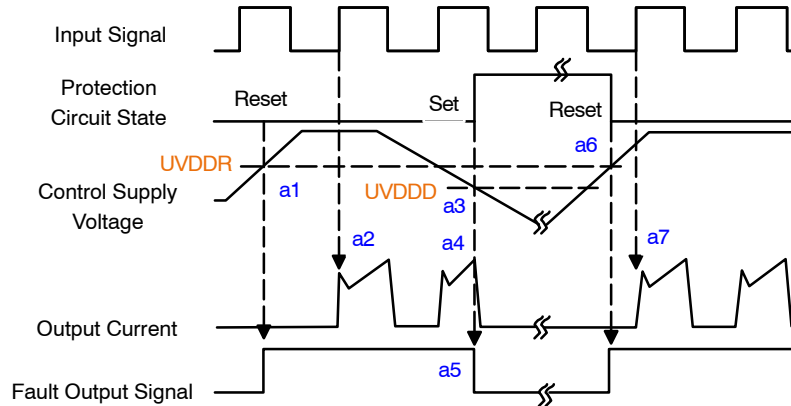 Input Signal
Protection
Circuit State
Reset
Set
Reset
UVDDR
a1
a6
Control Supply
Voltage
UVDDD
a3
a2
a4
a7
Output Current
a5
Fault Output Signal